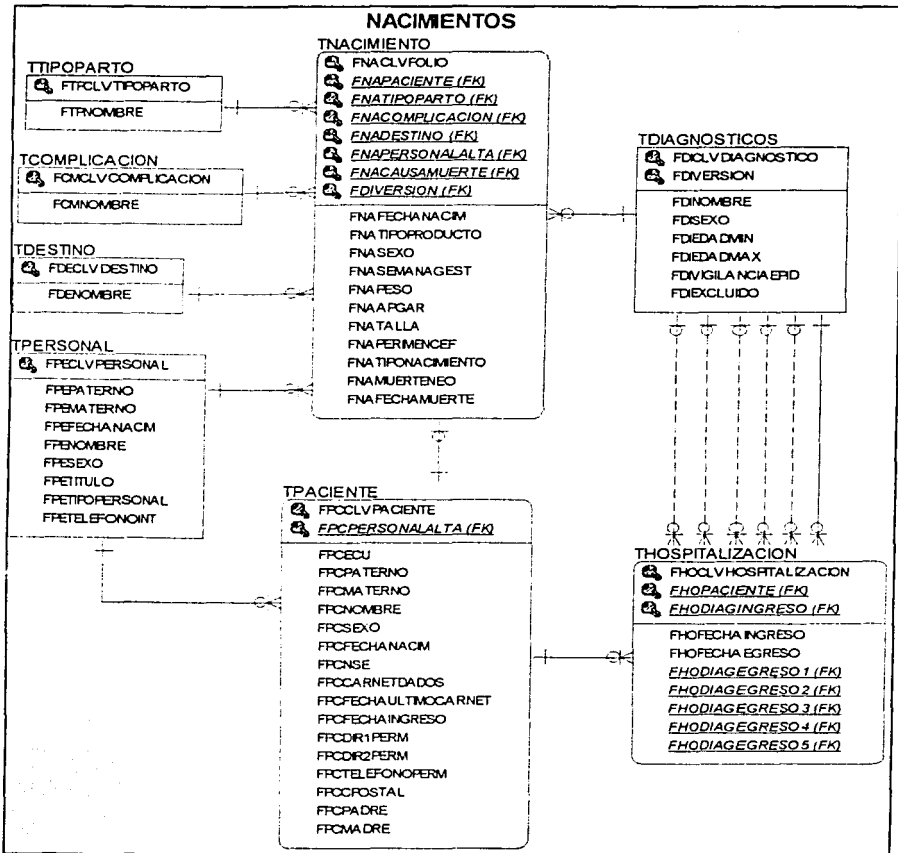 NACIMIENTOS
TTIPOPARTO
FTPCLVTIPOPARTO
FTPNOMBRE
TCOMPLICACION
FCMCLVCOMPLICACION
FCMNOMBRE
TDESTINO
FDECLVDESTINO
FDENOMBRE
TPERSONAL
FPECLVPERSONAL
FPEPATERNO
FPEMATERNO
FPEFECHANACIM
FPENOMBRE
FPESEXO
FPETITULO
FPETIPOPERSONAL
FPETELEFONOINT
TNACIMIENTO
FNACLVFOLIO
FNAPACIENTE (FK)
FNATIPOPARTO (FK)
FNACOMPLICACION (FK)
FNADESTINO (FK)
FNAPERSONALALTA (FK)
FNACAUSAMUERTE (FK)
FDIVERSION (FK)
FNAFECHANACIM
FNATIPOPRODUCTO
FNASEXO
FNASEMANAGEST
FNAPESO
FNAAPGAR
FNATALLA
FNAPERIMENCEF
FNATIPONACIMIENTO
FNAMUERTENEO
FNAFECHAMUERTE
TPACIENTE
FPCCLVPACIENTE
FPCPERSONALALTA (FK)
FPCECU
FPCPATERNO
FPCMATERNO
FPCNOMBRE
FPCSEXO
FPCFECHANACIM
FPCNSE
FPCCARNETDADOS
FPCFECHAULTIMOCARNET
FPCFECHAINGRESO
FPCDIR1PERM
FPCDIR2PERM
FPCTELEFONOPERM
FPCCPOSTAL
FPCPADRE
FPCMADRE
TDIAGNOSTICOS
FDICLVDIAGNOSTICO
FDIVERSION
FDINOMBRE
FDISEXO
FDIEDADMIN
FDIEDADMAX
FDIVIGILANCIAEPID
FDIEXCLUIDO
THOSPITALIZACION
FHOCLVHOSPITALIZACION
FHOPACIENTE (FK)
FHODIAGINGRESO (FK)
FHOFECHAINGRESO
FHOFECHAEGRESO
FHODIAGEGRESO1 (FK)
FHODIAGEGRESO2 (FK)
FHODIAGEGRESO3 (FK)
FHODIAGEGRESO4 (FK)
FHODIAGEGRESO5 (FK)